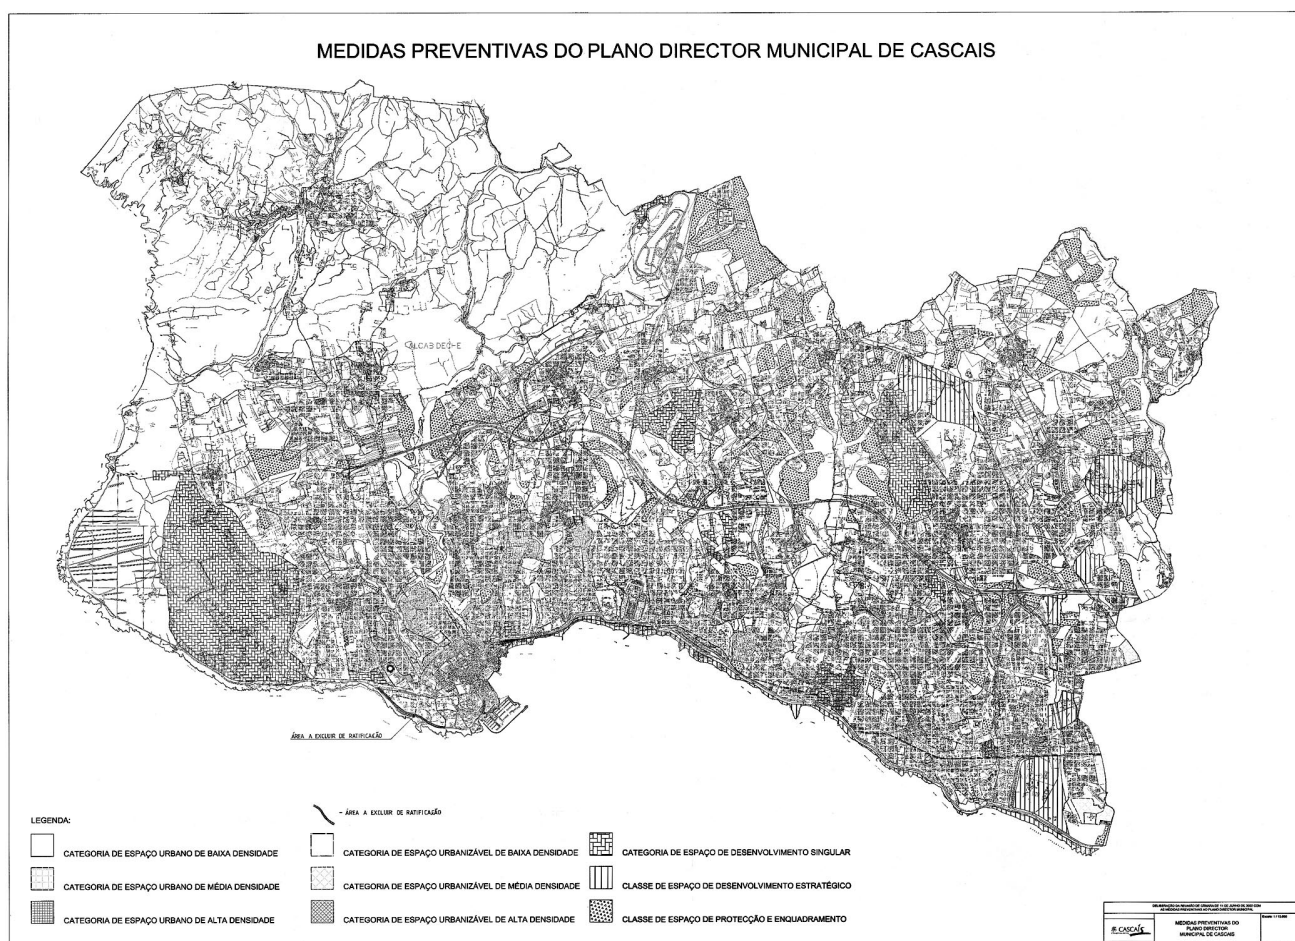 MEDIDAS PREVENTIVAS DO PLANO DIRECTOR MUNICIPAL DE CASCAIS
ÁREA A EXCLUIR DE RATIFICAÇÃO
LEGENDA:
- ÁREA A EXCLUIR DE RATIFICAÇÃO
CATEGORIA DE ESPAÇO URBANO DE BAIXA DENSIDADE
CATEGORIA DE ESPAÇO URBANIZÁVEL DE BAIXA DENSIDADE
CATEGORIA DE ESPAÇO DE DESENVOLVIMENTO SINGULAR
CATEGORIA DE ESPAÇO URBANO DE MÉDIA DENSIDADE
CATEGORIA DE ESPAÇO URBANIZÁVEL DE MÉDIA DENSIDADE
CLASSE DE ESPAÇO DE DESENVOLVIMENTO ESTRATÉGICO
CATEGORIA DE ESPAÇO URBANO DE ALTA DENSIDADE
CATEGORIA DE ESPAÇO URBANIZÁVEL DE ALTA DENSIDADE
CLASSE DE ESPAÇO DE PROTECÇÃO E ENQUADRAMENTO
CASCAIS
MEDIDAS PREVENTIVAS DO
PLANO DIRECTOR
MUNICIPAL DE CASCAIS